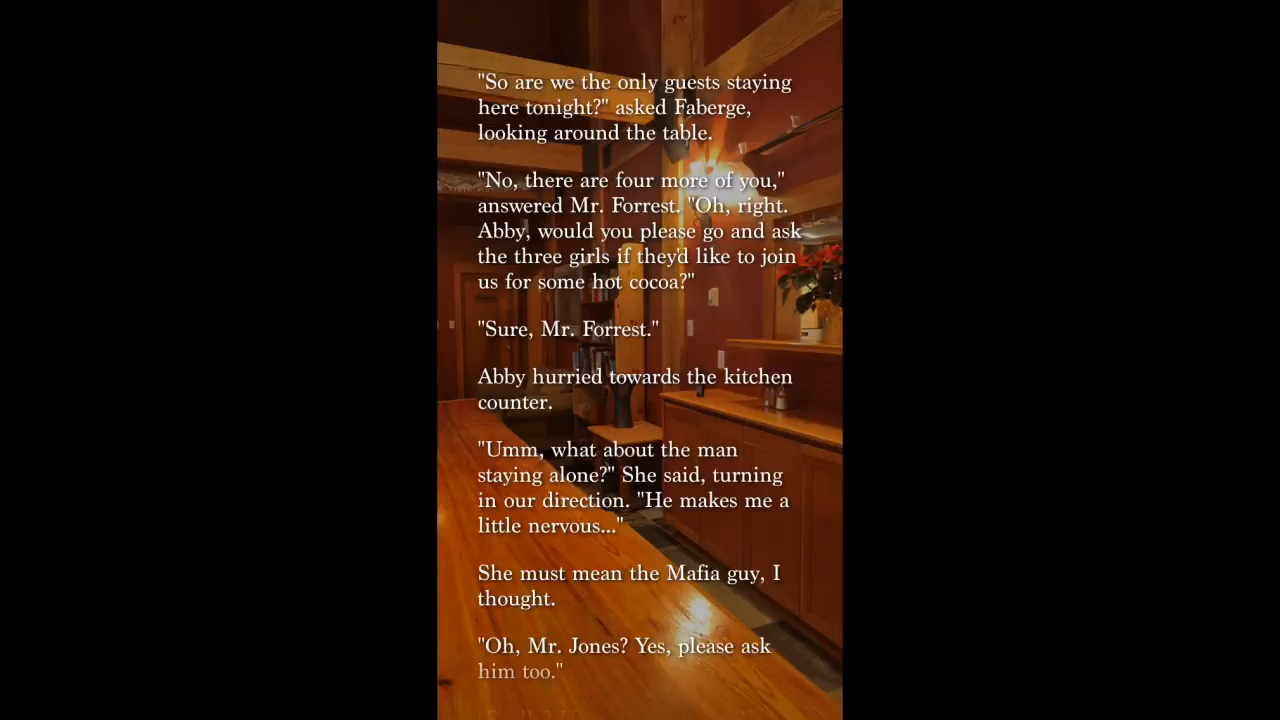 "So are we the only guests staying
here tonight?" asked Faberge,
looking around the table.
"No, there are four more of you,"
answered Mr. Forrest. "Oh, right.
Abby, would you please go and ask
the three girls if they'd like to join
us for some hot cocoa?"
"Sure, Mr. Forrest."
Abby hurried towards the kitchen
counter.
"Umm, what about the man
staying alone?" She said, turning
in our direction. "He makes me a
little nervous..."
She must mean the Mafia guy, I
thought.
"Oh, Mr. Jones? Yes, please ask
him too."